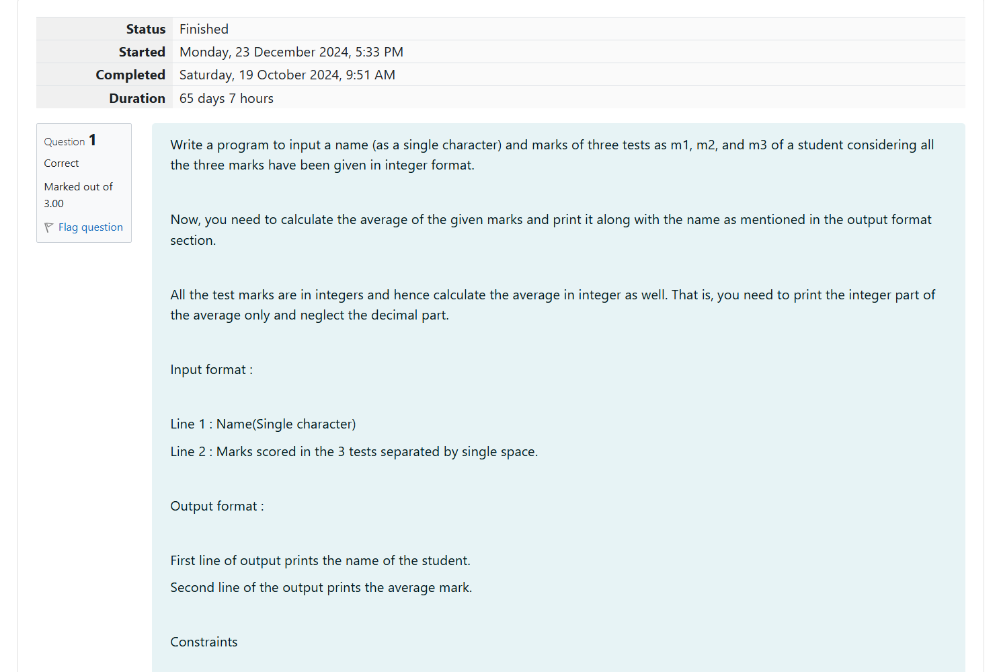 Status Finished
Started Monday, 23 December 2024, 5:33 PM
Completed Saturday, 19 October 2024, 9:51 AM
Duration 65 days 7 hours
Question 1
Correct
Marked out of
3.00
Flag question
Write a program to input a name (as a single character) and marks of three tests as m1, m2, and m3 of a student considering all
the three marks have been given in integer format.
Now, you need to calculate the average of the given marks and print it along with the name as mentioned in the output format
section.
All the test marks are in integers and hence calculate the average in integer as well. That is, you need to print the integer part of
the average only and neglect the decimal part.
Input format :
Line 1 : Name(Single character)
Line 2 : Marks scored in the 3 tests separated by single space.
Output format :
First line of output prints the name of the student.
Second line of the output prints the average mark.
Constraints